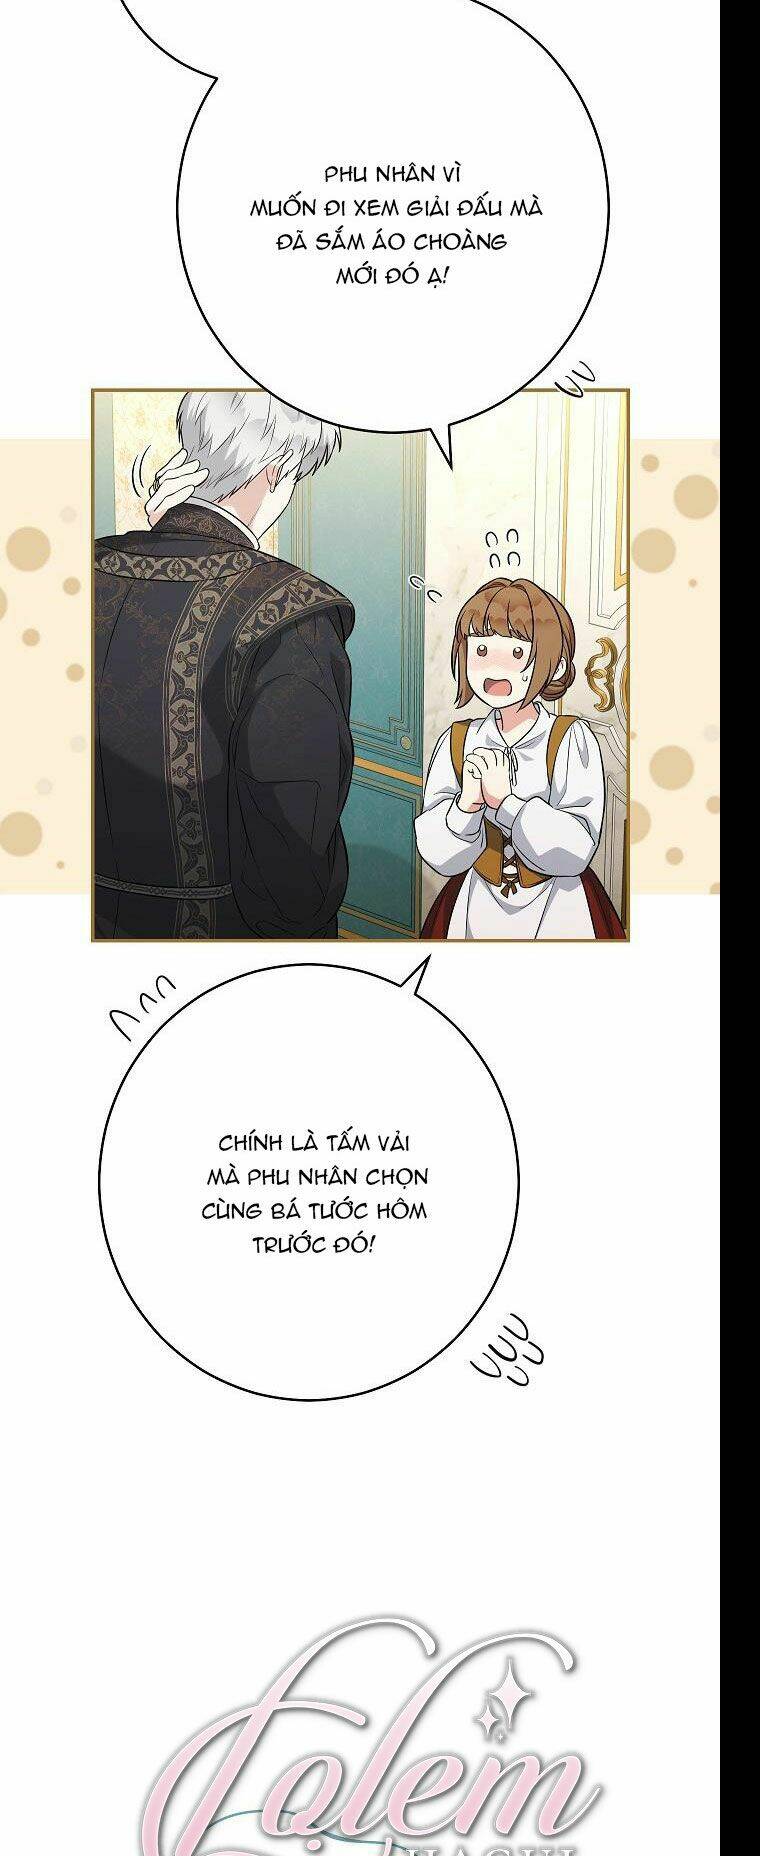 PHU NHÂN VÌ
MUỐN ĐI XEM GIẢI ĐẤU MÀ
ĐÃ SẮM ÁO CHOÀNG
MỚI ĐÓ Ạ!
CHÍNH LÀ TẤM VẢI
MÀ PHU NHÂN CHỌN
CÙNG BÁ TƯỚC HÔM
TRƯỚC ĐÓ!